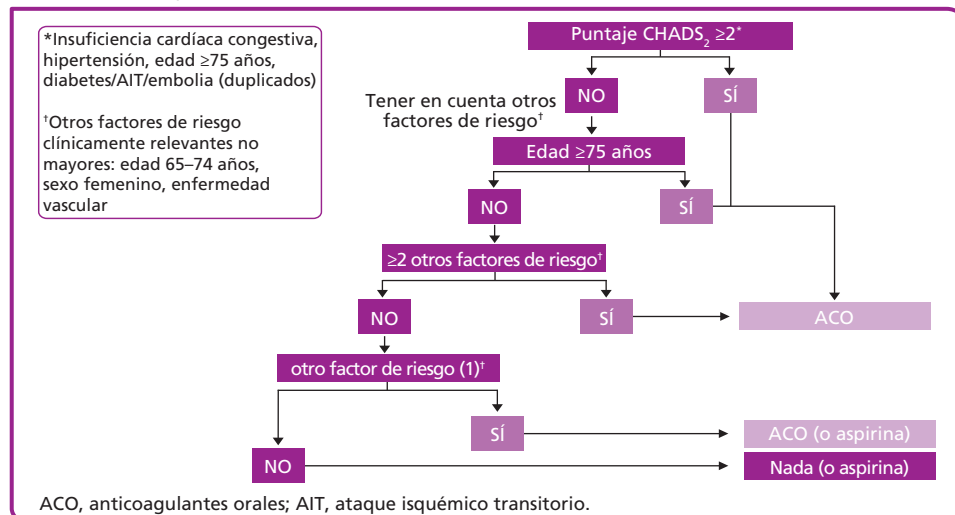 *Insuficiencia cardíaca congestiva,
hipertensión, edad ≥75 años,
diabetes/AIT/embolia (duplicados)
†Otros factores de riesgo
clínicamente relevantes no
mayores: edad 65–74 años,
sexo femenino, enfermedad
vascular
Puntaje CHADS₂ ≥2*
NO
SÍ
Tener en cuenta otros
factores de riesgo†
Edad ≥75 años
NO
SÍ
≥2 otros factores de riesgo†
NO
SÍ
ACO
otro factor de riesgo (1)†
SÍ
ACO (o aspirina)
NO
Nada (o aspirina)
ACO, anticoagulantes orales; AIT, ataque isquémico transitorio.